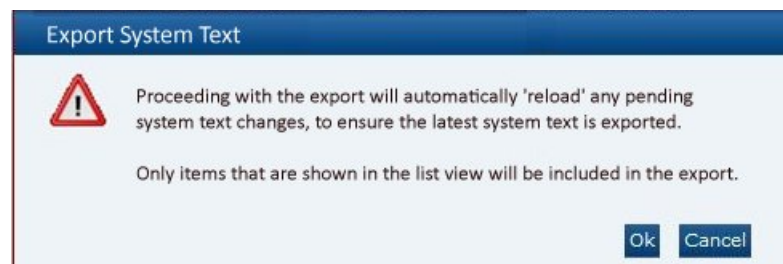 Export System Text
Proceeding with the export will automatically 'reload' any pending
system text changes, to ensure the latest system text is exported.
Only items that are shown in the list view will be included in the export.
Ok Cancel